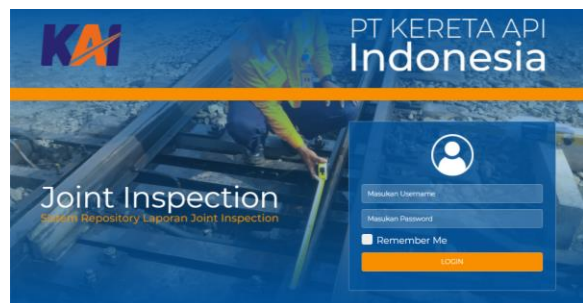 KAI
PT KERETA API
Indonesia
Joint Inspection
Sistem Repository Laporan Joint Inspection
Masukan Username
Masukan Password
Remember Me
LOGIN